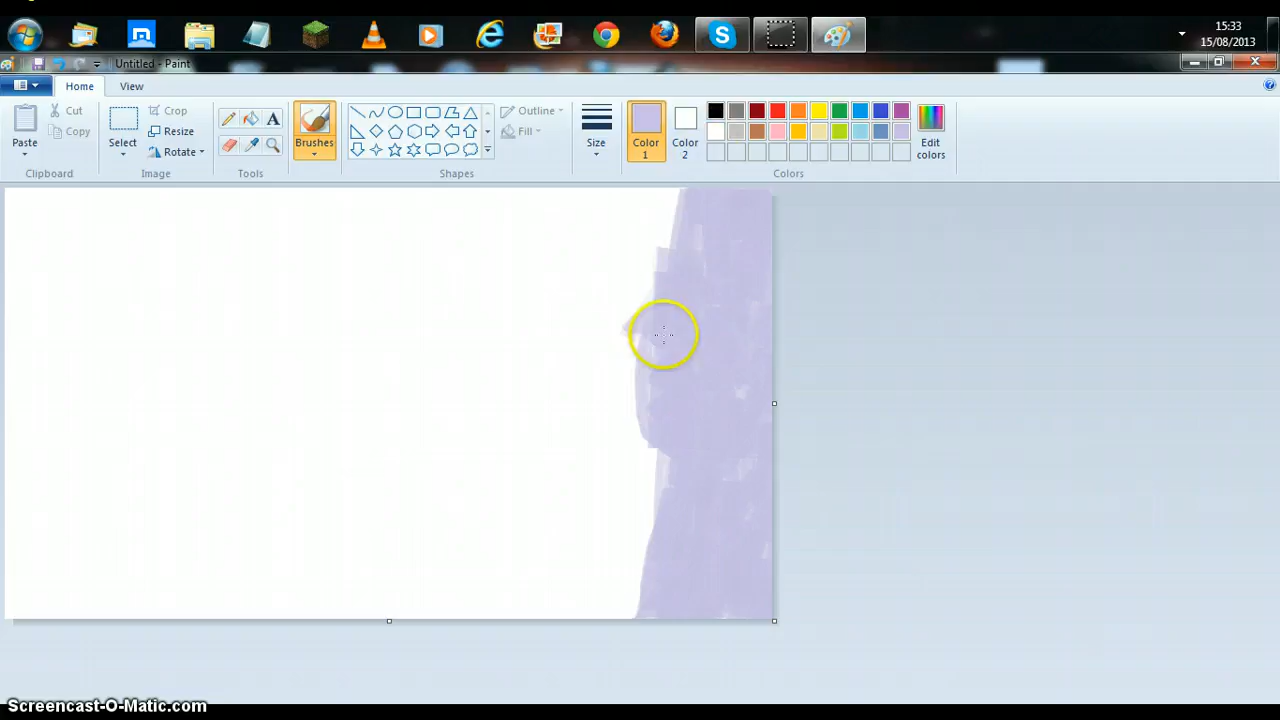 15:33
15/08/2013
Untitled - Paint
Home
View
Paste
Cut
Copy
Clipboard
Select
Crop
Resize
Rotate
Image
A
Tools
Brushes
Outline
Fill
Shapes
Size
Color
1
Color
2
Edit
colors
Colors
Screencast-O-Matic.com